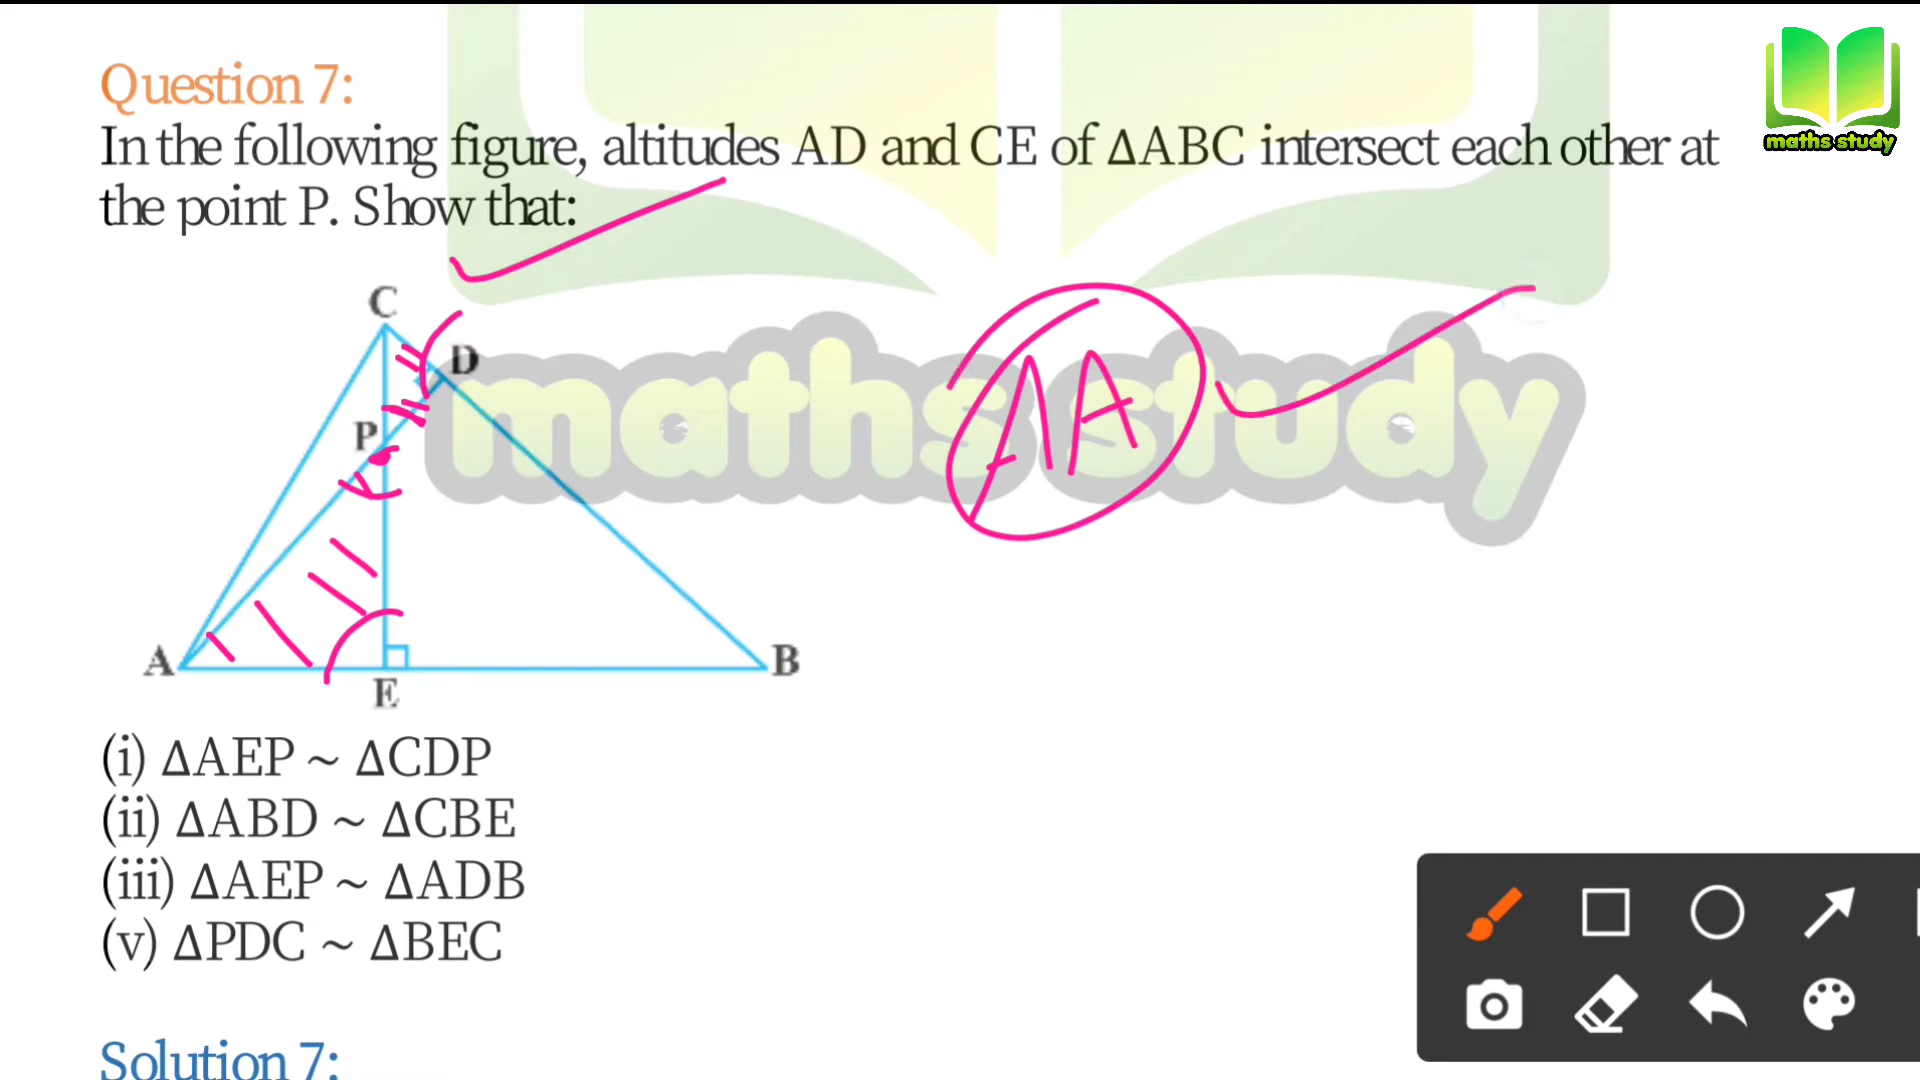 maths study
Question 7:
In the following figure, altitudes AD and CE of ΔABC intersect each other at
the point P. Show that:
C
D
P
A
B
E
maths study
AA
(i) ΔAEP ~ ΔCDP
(ii) ΔABD ~ ΔCBE
(iii) ΔAEP ~ ΔADB
(v) ΔPDC ~ ΔBEC
Solution 7: